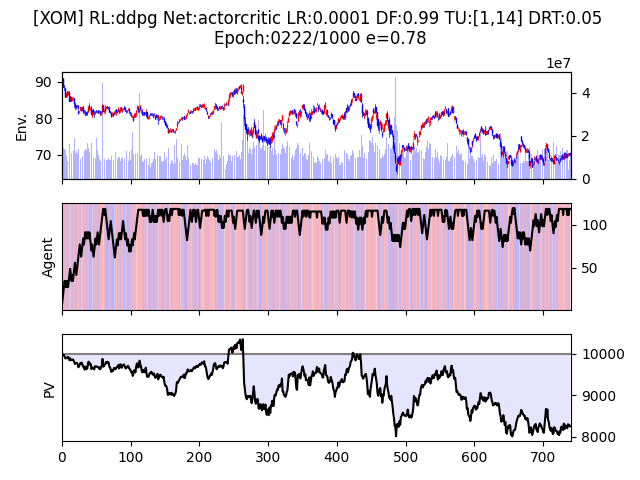 [XOM] RL:ddpg Net:actorcritic LR:0.0001 DF:0.99 TU:[1,14] DRT:0.05
Epoch:0222/1000 e=0.78
1e7
90
80
70
Env.
4
2
0
Agent
100
50
PV
10000
9000
8000
0 100 200 300 400 500 600 700